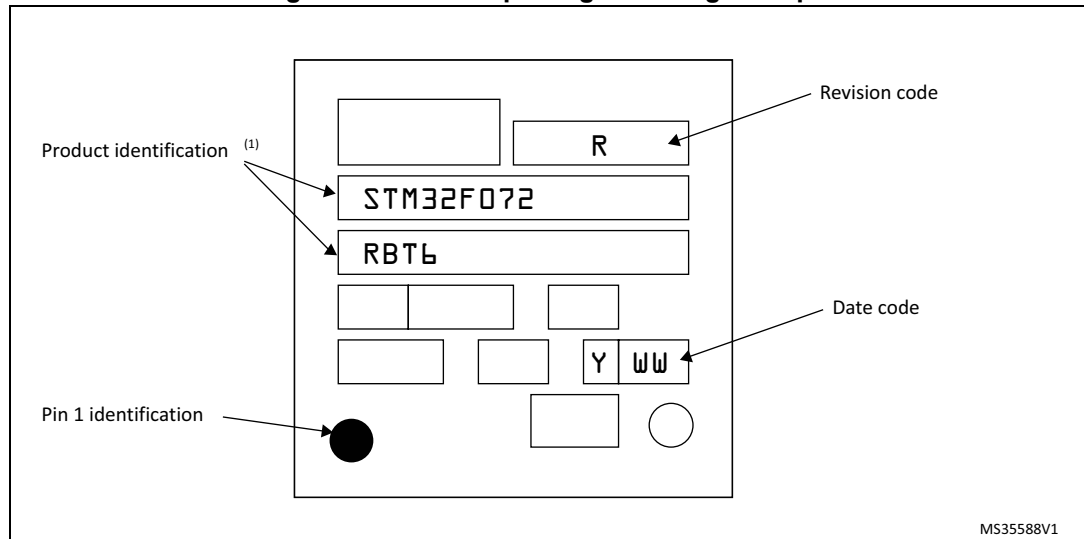 Revision code
R
Product identification (1)
STM32F072
RBT6
Date code
Y WW
Pin 1 identification
MS35588V1